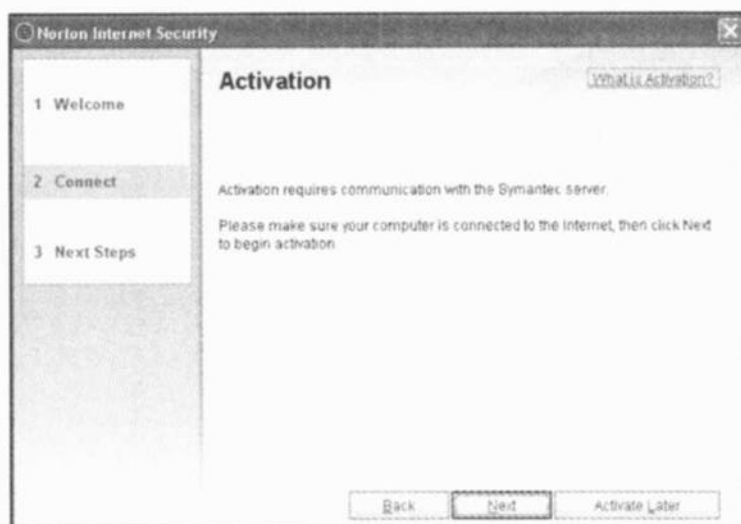 Norton Internet Security
1 Welcome
2 Connect
3 Next Steps
Activation
What is Activation?
Activation requires communication with the Symantec server.
Please make sure your computer is connected to the Internet, then click Next
to begin activation.
Back
Next
Activate Later